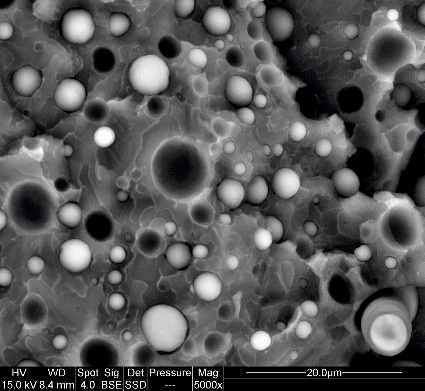 HV WD Spot Sig Det Pressure Mag 20.0µm
15.0 kV 8.4 mm 4.0 BSE SSD --- 5000x